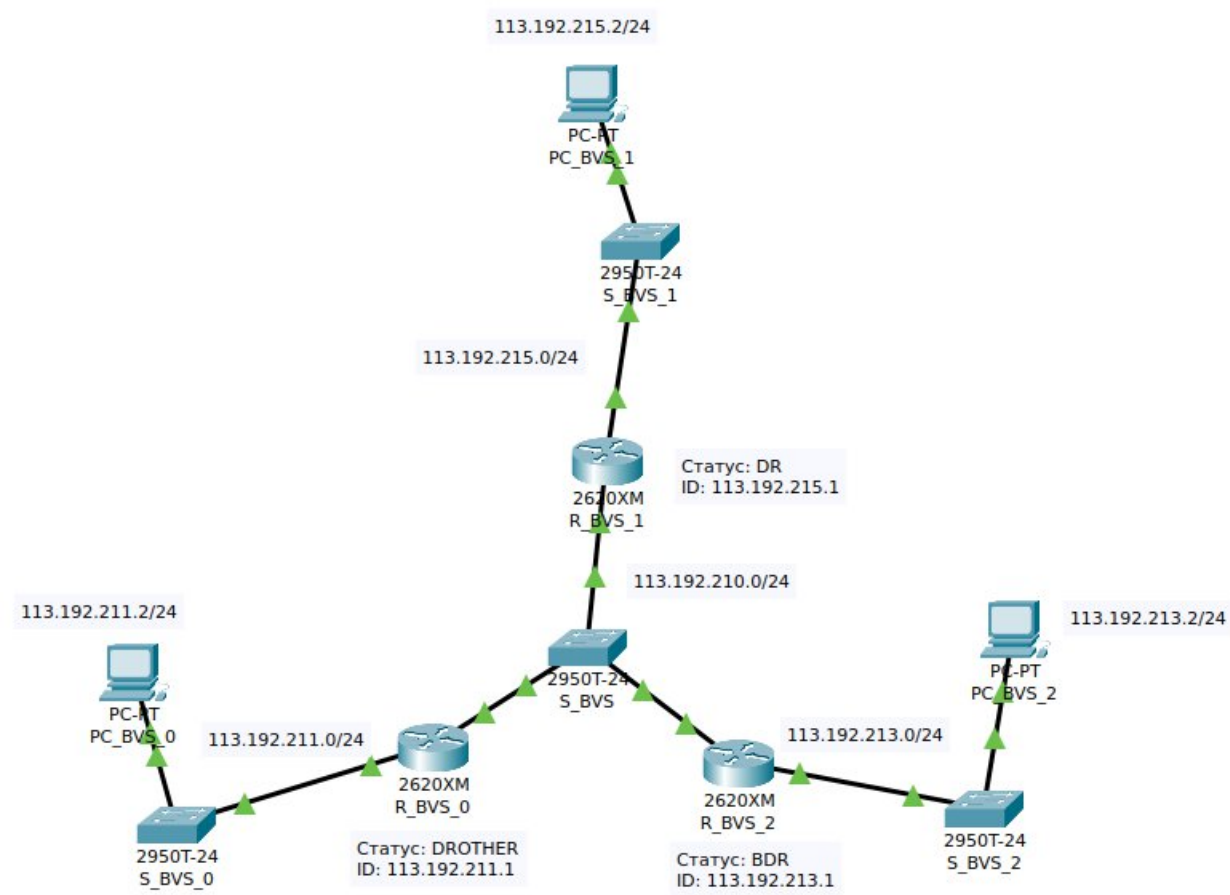 113.192.215.2/24
PC-PT
PC_BVS_1
2950T-24
S_BVS_1
113.192.215.0/24
Статус: DR
ID: 113.192.215.1
2620XM
R_BVS_1
113.192.210.0/24
113.192.211.2/24
113.192.213.2/24
PC-PT
PC_BVS_0
2950T-24
S_BVS
PC-PT
PC_BVS_2
113.192.211.0/24
113.192.213.0/24
2620XM
R_BVS_0
2620XM
R_BVS_2
2950T-24
S_BVS_0
Статус: DROTHER
ID: 113.192.211.1
Статус: BDR
ID: 113.192.213.1
2950T-24
S_BVS_2